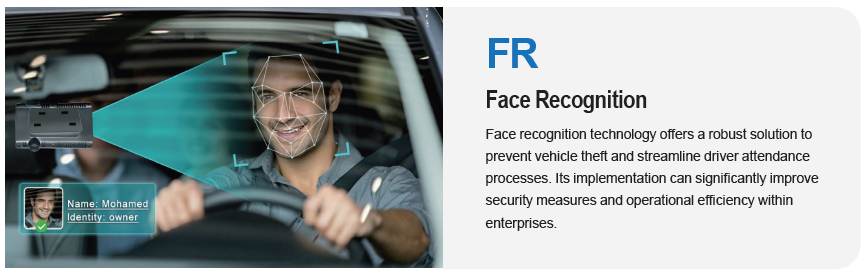 Name: Mohamed
Identity: owner
FR
Face Recognition
Face recognition technology offers a robust solution to
prevent vehicle theft and streamline driver attendance
processes. Its implementation can significantly improve
security measures and operational efficiency within
enterprises.